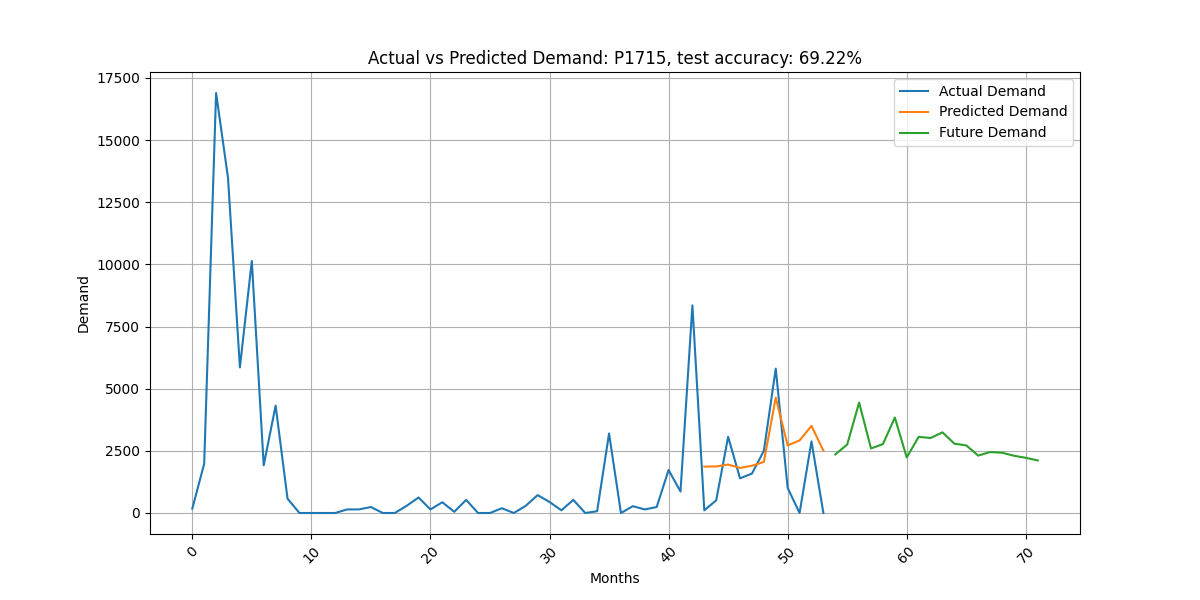 Actual vs Predicted Demand: P1715, test accuracy: 69.22%
Actual Demand
Predicted Demand
Future Demand
Demand
17500
15000
12500
10000
7500
5000
2500
0
0 10 20 30 40 50 60 70
Months